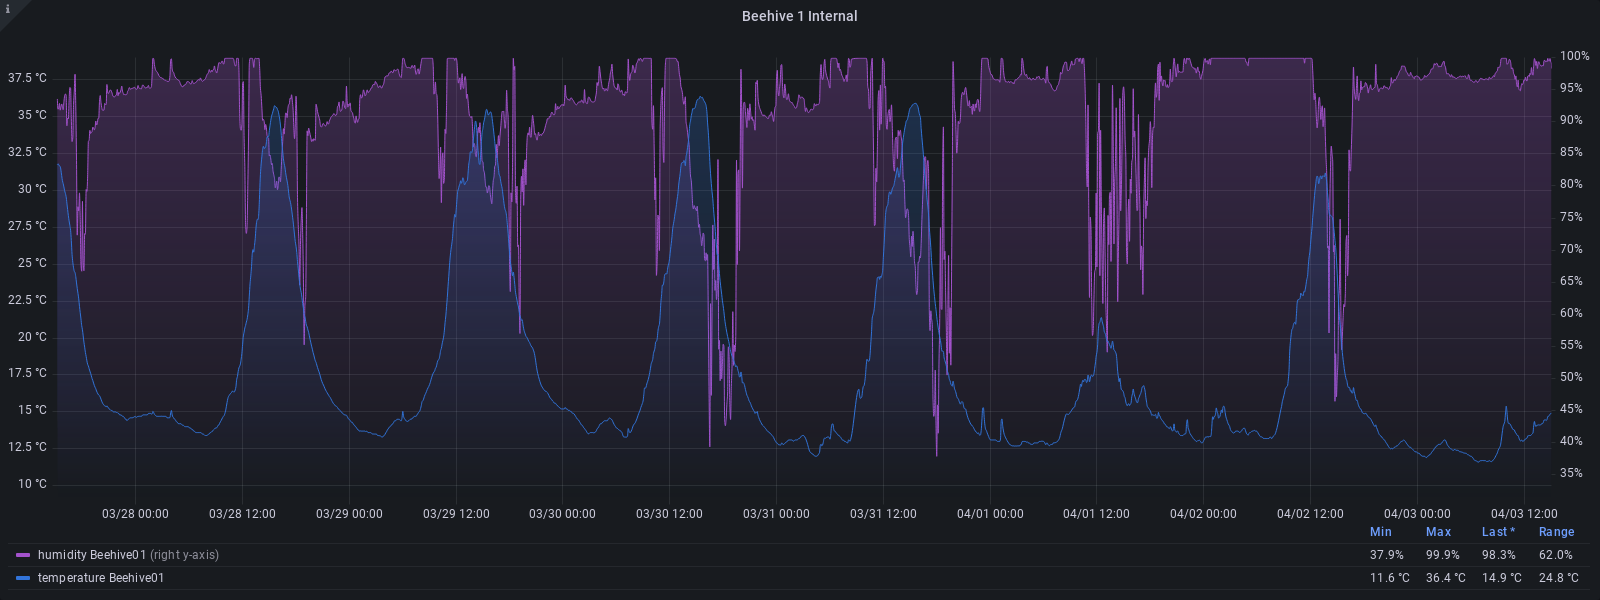 i
Beehive 1 Internal
37.5 °C
35 °C
32.5 °C
30 °C
27.5 °C
25 °C
22.5 °C
20 °C
17.5 °C
15 °C
12.5 °C
10 °C
100%
95%
90%
85%
80%
75%
70%
65%
60%
55%
50%
45%
40%
35%
03/28 00:00 03/28 12:00 03/29 00:00 03/29 12:00 03/30 00:00 03/30 12:00 03/31 00:00 03/31 12:00 04/01 00:00 04/01 12:00 04/02 00:00 04/02 12:00 04/03 00:00 04/03 12:00
Min Max Last * Range
humidity Beehive01 (right y-axis) 37.9% 99.9% 98.3% 62.0%
temperature Beehive01 11.6 °C 36.4 °C 14.9 °C 24.8 °C